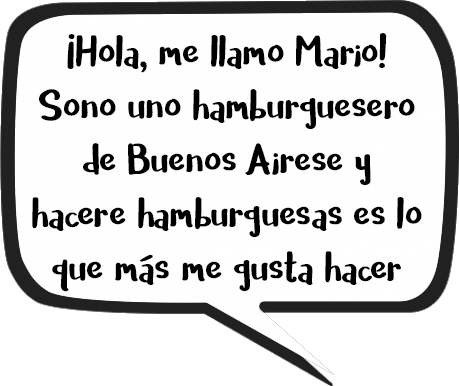 ¡Hola, me llamo Mario!
Sono uno hamburguesero
de Buenos Airese y
hacere hamburguesas es lo
que más me gusta hacer